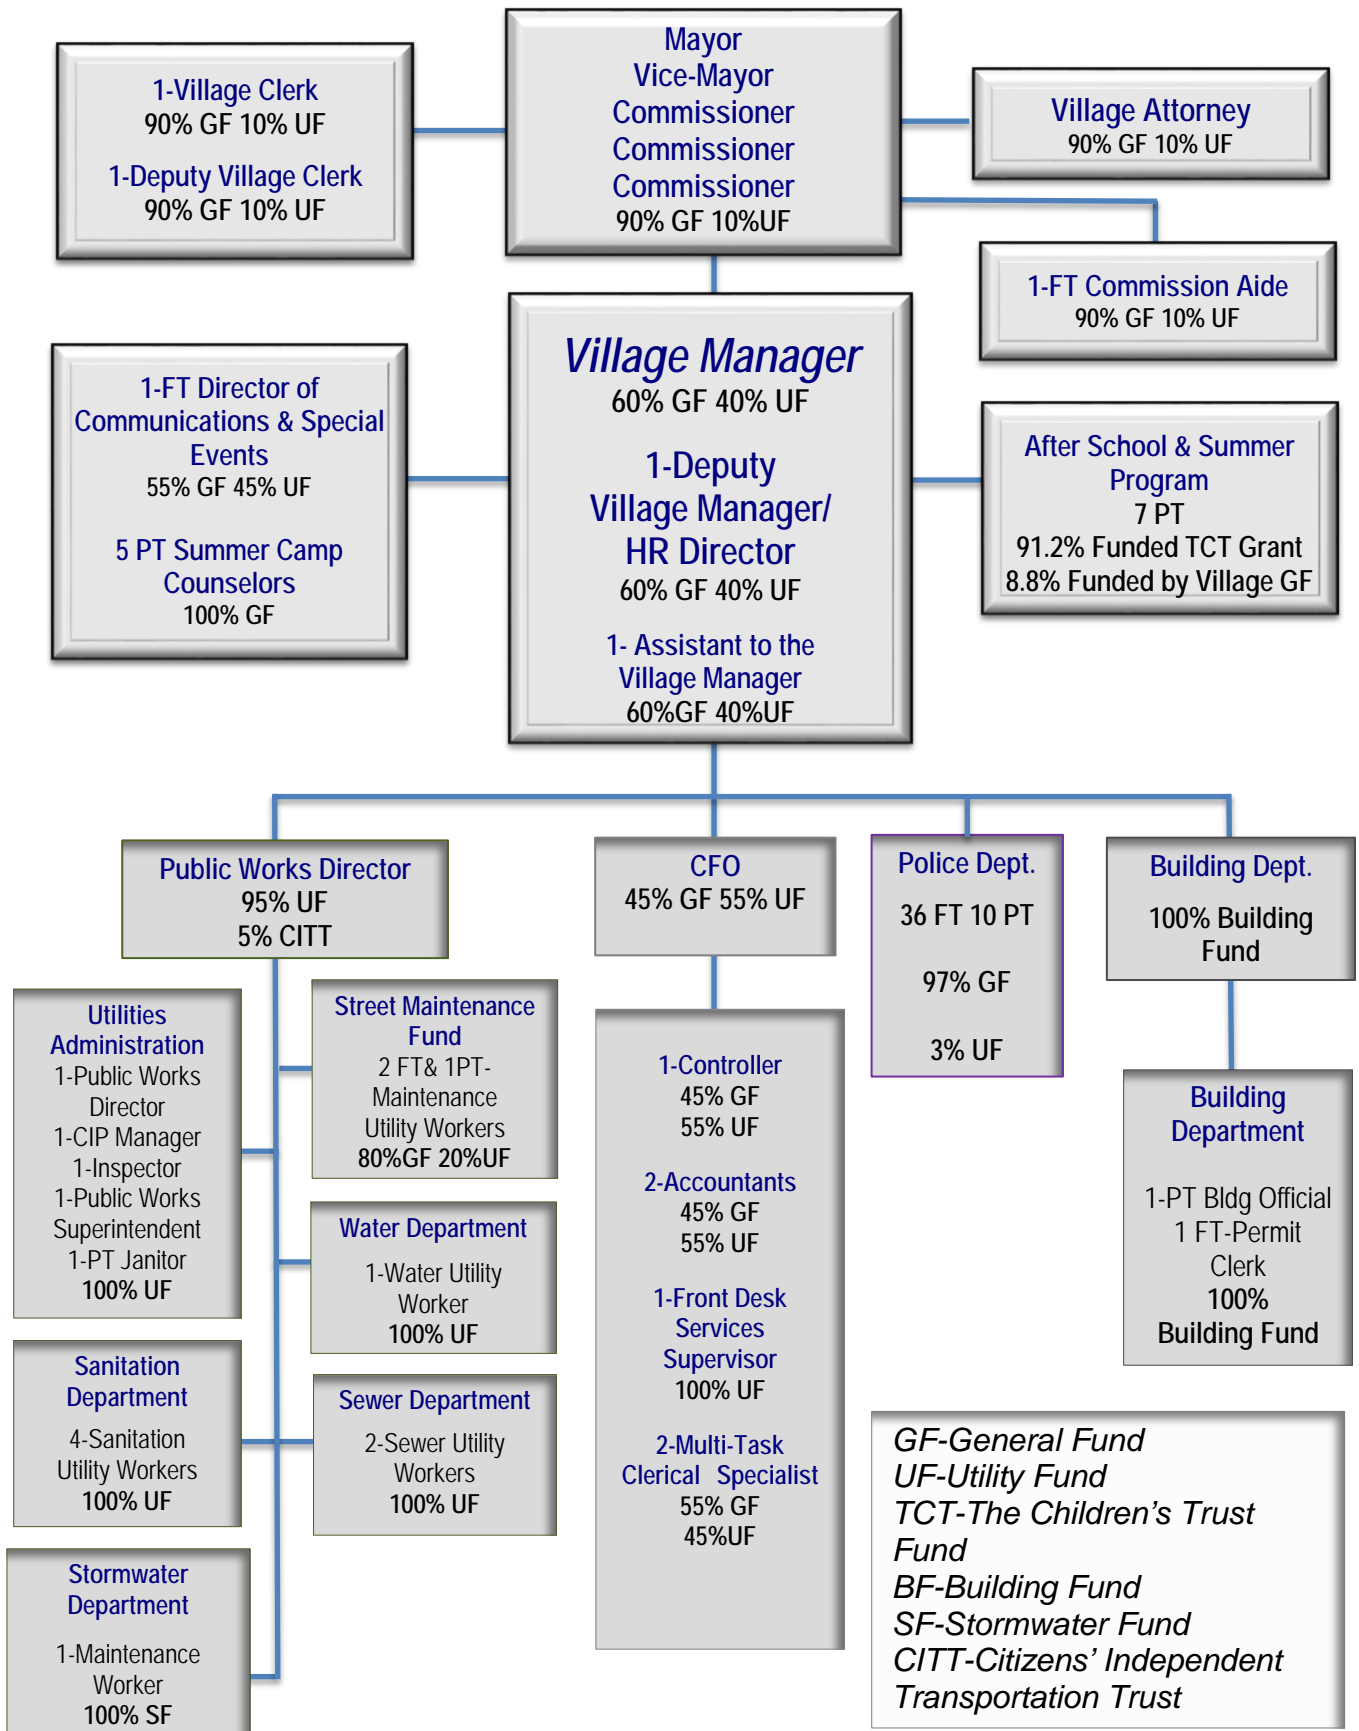 1-Village Clerk
90% GF 10% UF
1-Deputy Village Clerk
90% GF 10% UF
Mayor
Vice-Mayor
Commissioner
Commissioner
Commissioner
90% GF 10%UF
Village Attorney
90% GF 10% UF
1-FT Commission Aide
90% GF 10% UF
1-FT Director of
Communications & Special
Events
55% GF 45% UF
5 PT Summer Camp
Counselors
100% GF
Village Manager
60% GF 40% UF
1-Deputy
Village Manager/
HR Director
60% GF 40% UF
1- Assistant to the
Village Manager
60%GF 40%UF
After School & Summer
Program
7 PT
91.2% Funded TCT Grant
8.8% Funded by Village GF
Public Works Director
95% UF
5% CITT
CFO
45% GF 55% UF
Police Dept.
36 FT 10 PT
97% GF
3% UF
Building Dept.
100% Building
Fund
Utilities
Administration
1-Public Works
Director
1-CIP Manager
1-Inspector
1-Public Works
Superintendent
1-PT Janitor
100% UF
Street Maintenance
Fund
2 FT& 1PT-
Maintenance
Utility Workers
80%GF 20%UF
Water Department
1-Water Utility
Worker
100% UF
Sanitation
Department
4-Sanitation
Utility Workers
100% UF
Sewer Department
2-Sewer Utility
Workers
100% UF
Stormwater
Department
1-Maintenance
Worker
100% SF
1-Controller
45% GF
55% UF
2-Accountants
45% GF
55% UF
1-Front Desk
Services
Supervisor
100% UF
2-Multi-Task
Clerical Specialist
55% GF
45%UF
Building
Department
1-PT Bldg Official
1 FT-Permit
Clerk
100%
Building Fund
GF-General Fund
UF-Utility Fund
TCT-The Children’s Trust
Fund
BF-Building Fund
SF-Stormwater Fund
CITT-Citizens’ Independent
Transportation Trust